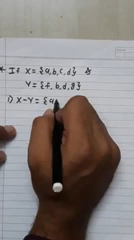 If X = {a,b,c,d} &
Y = {f, b, d, g}
i) X-Y = {a